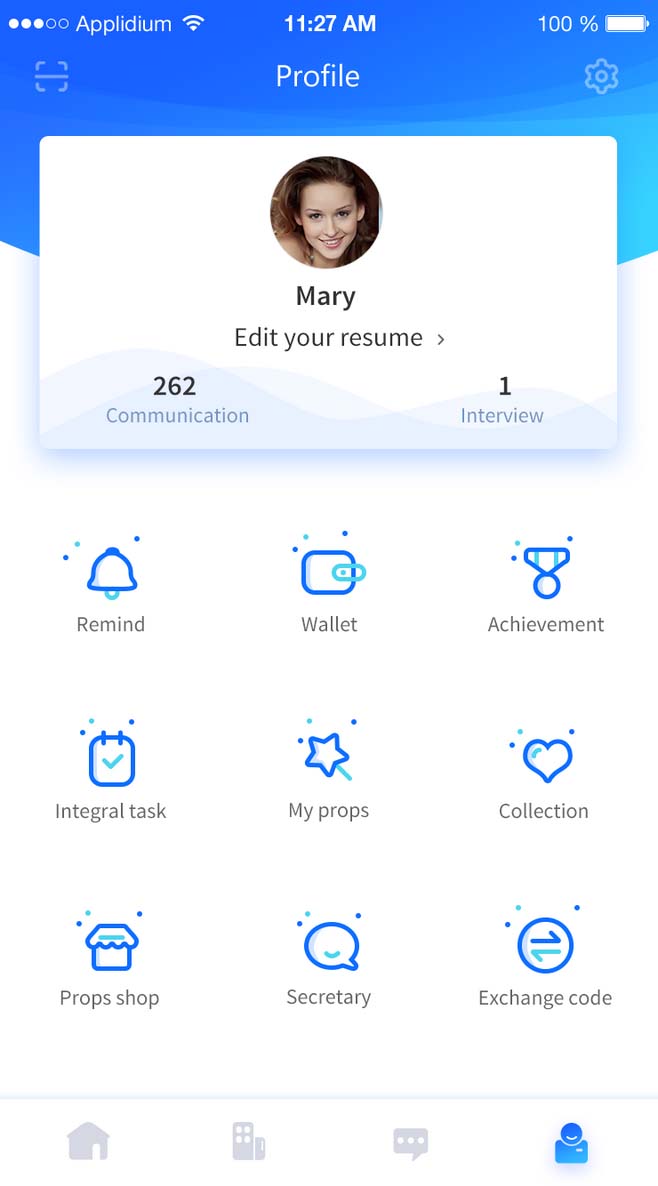 Applidium 11:27 AM 100 %
Profile
Mary
Edit your resume >
262 1
Communication Interview
Remind Wallet Achievement
Integral task My props Collection
Props shop Secretary Exchange code